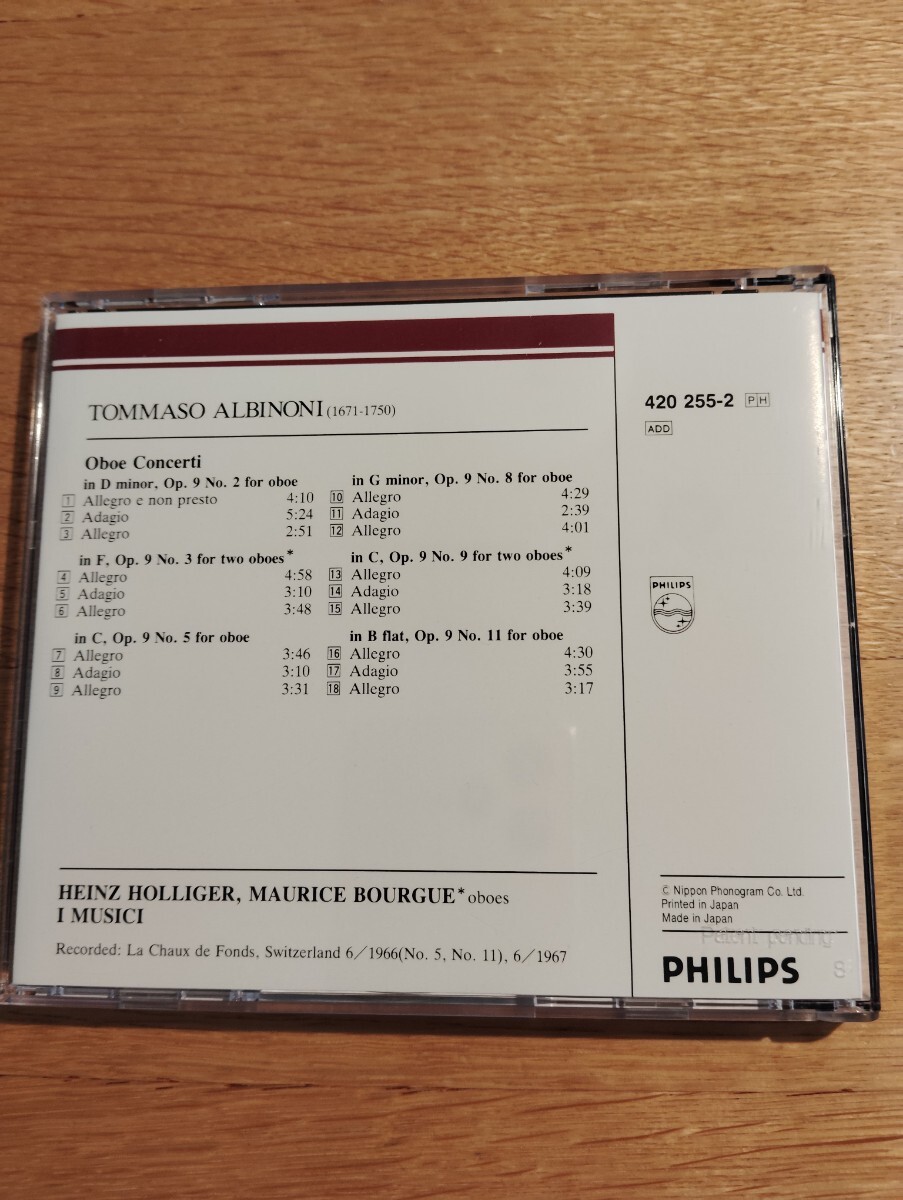 TOMMASO ALBINONI (1671-1750)
Oboe Concerti
in D minor, Op. 9 No. 2 for oboe
1 Allegro e non presto 4:10
2 Adagio 5:24
3 Allegro 2:51
in F, Op. 9 No. 3 for two oboes*
4 Allegro 4:58
5 Adagio 3:10
6 Allegro 3:48
in C, Op. 9 No. 5 for oboe
7 Allegro 3:46
8 Adagio 3:10
9 Allegro 3:31
in G minor, Op. 9 No. 8 for oboe
10 Allegro 4:29
11 Adagio 2:39
12 Allegro 4:01
in C, Op. 9 No. 9 for two oboes*
13 Allegro 4:09
14 Adagio 3:18
15 Allegro 3:39
in B flat, Op. 9 No. 11 for oboe
16 Allegro 4:30
17 Adagio 3:55
18 Allegro 3:17
HEINZ HOLLIGER, MAURICE BOURGUE* oboes
I MUSICI
Recorded: La Chaux de Fonds, Switzerland 6/1966(No. 5, No. 11), 6/1967
420 255-2 PH
ADD
PHILIPS
© Nippon Phonogram Co. Ltd.
Printed in Japan
Made in Japan
Patent pending
PHILIPS
8